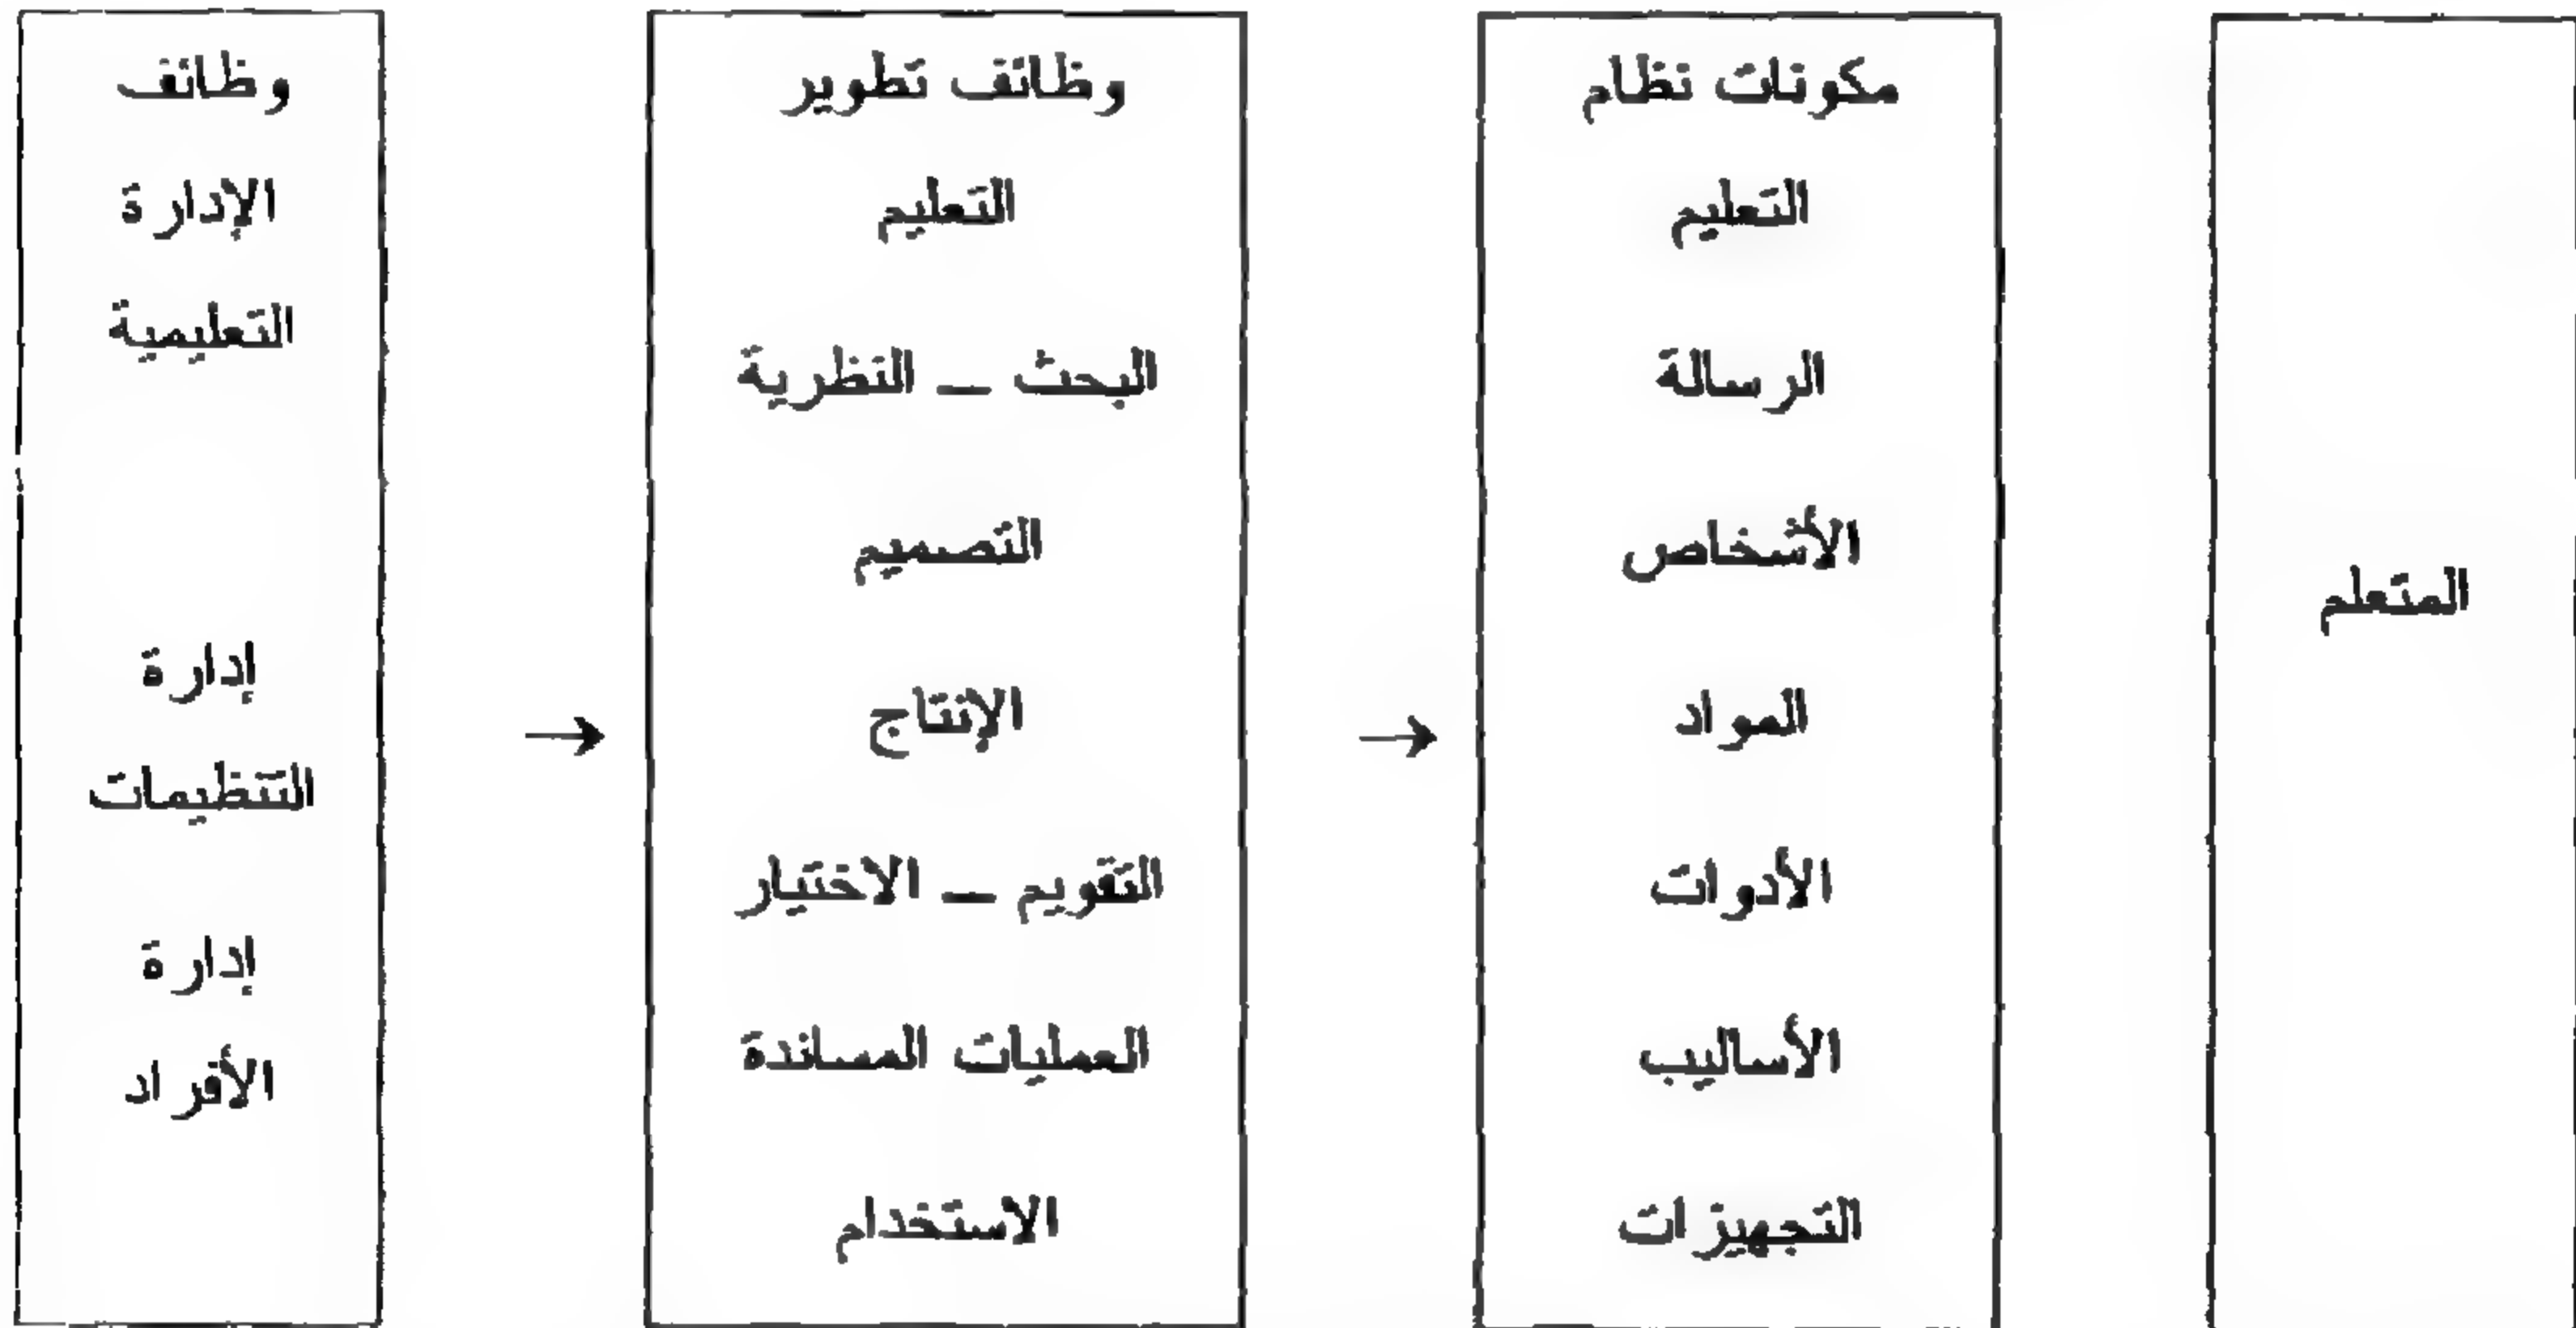 وظائف
الإدارة
التعليمية
إدارة
التنظيمات
إدارة
الأفراد
→
وظائف تطوير
التعليم
البحث – النظرية
التصميم
الإنتاج
التقويم – الاختيار
العمليات المساندة
الاستخدام
→
مكونات نظام
التعليم
الرسالة
الأشخاص
المواد
الأدوات
الأساليب
التجهيزات
المتعلم